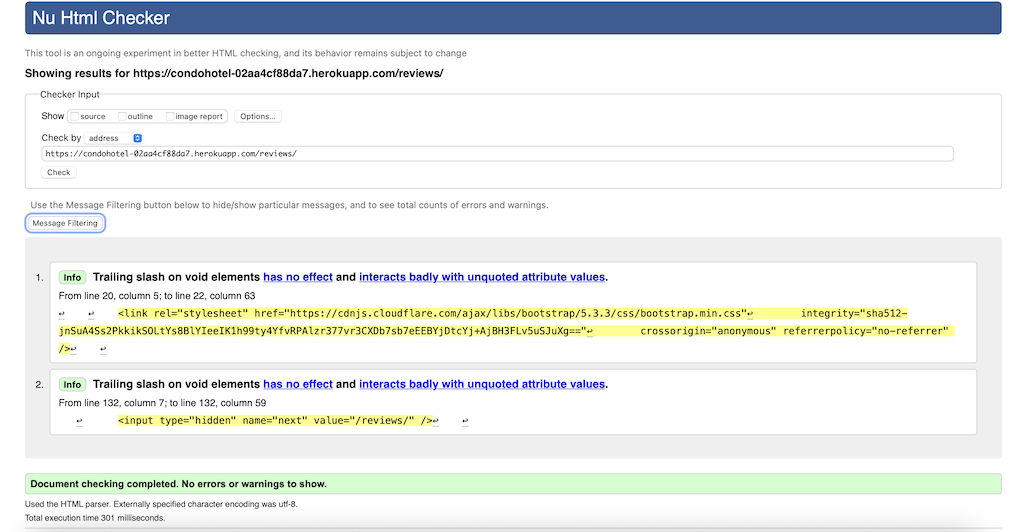 Nu Html Checker
This tool is an ongoing experiment in better HTML checking, and its behavior remains subject to change
Showing results for https://condohotel-02aa4cf88da7.herokuapp.com/reviews/
Checker Input
Show source outline image report Options...
Check by address
https://condohotel-02aa4cf88da7.herokuapp.com/reviews/
Check
Use the Message Filtering button below to hide/show particular messages, and to see total counts of errors and warnings.
Message Filtering
1. Info Trailing slash on void elements has no effect and interacts badly with unquoted attribute values.
From line 20, column 5; to line 22, column 63
↩ ↩ <link rel="stylesheet" href="https://cdnjs.cloudflare.com/ajax/libs/bootstrap/5.3.3/css/bootstrap.min.css"↩ integrity="sha512-
jnSuA4Ss2PkkikSOLtYs8BlYIeeIK1h99ty4YfvRPAlzr377vr3CXDb7sb7eEEBYjDtcYj+AjBH3FLv5uSJuXg=="↩ crossorigin="anonymous" referrerpolicy="no-referrer"
/>↩ ↩
2. Info Trailing slash on void elements has no effect and interacts badly with unquoted attribute values.
From line 132, column 7; to line 132, column 59
↩ <input type="hidden" name="next" value="/reviews/" />↩ ↩
Document checking completed. No errors or warnings to show.
Used the HTML parser. Externally specified character encoding was utf-8.
Total execution time 301 milliseconds.